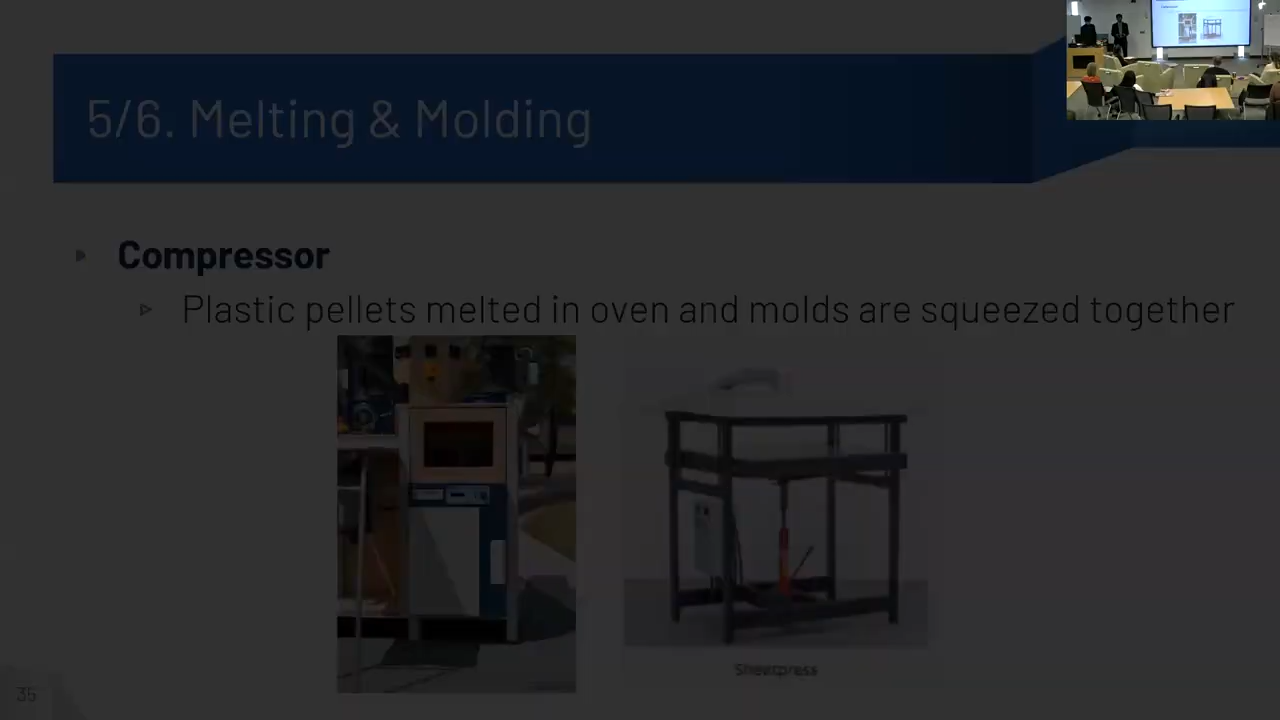 5/6. Melting & Molding
Compressor
Plastic pellets melted in oven and molds are squeezed together
Sheetpress
35